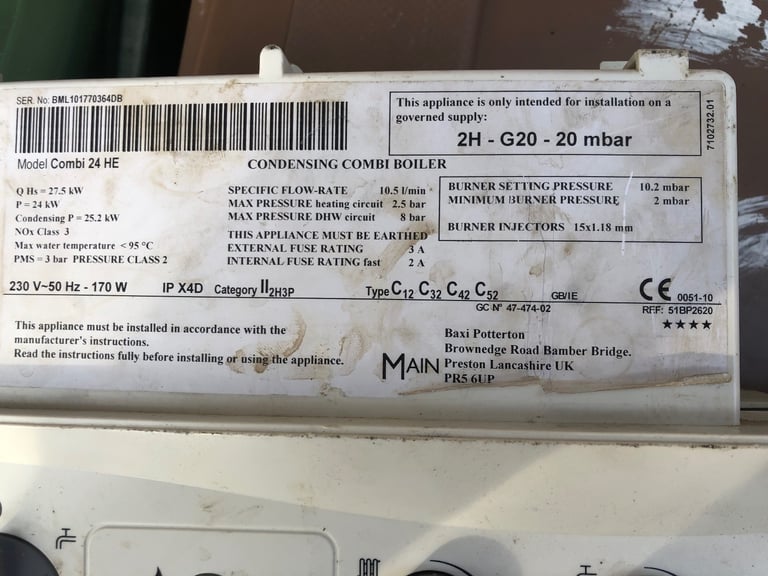 SER. No: BML101770364DB
This appliance is only intended for installation on a
governed supply:
2H - G20 - 20 mbar
7102732.01
Model Combi 24 HE
CONDENSING COMBI BOILER
Q Hs = 27.5 kW
P = 24 kW
Condensing P = 25.2 kW
NOx Class 3
Max water temperature < 95 °C
PMS = 3 bar PRESSURE CLASS 2
SPECIFIC FLOW-RATE 10.5 l/min
MAX PRESSURE heating circuit 2.5 bar
MAX PRESSURE DHW circuit 8 bar
THIS APPLIANCE MUST BE EARTHED
EXTERNAL FUSE RATING 3 A
INTERNAL FUSE RATING fast 2 A
BURNER SETTING PRESSURE 10.2 mbar
MINIMUM BURNER PRESSURE 2 mbar
BURNER INJECTORS 15x1.18 mm
230 V~50 Hz - 170 W IP X4D Category II2H3P Type C12 C32 C42 C52 GB/IE CE 0051-10
GC N° 47-474-02 REF: 51BP2620
★★★★
This appliance must be installed in accordance with the
manufacturer's instructions.
Read the instructions fully before installing or using the appliance.
MAIN
Baxi Potterton
Brownedge Road Bamber Bridge.
Preston Lancashire UK
PR5 6UP